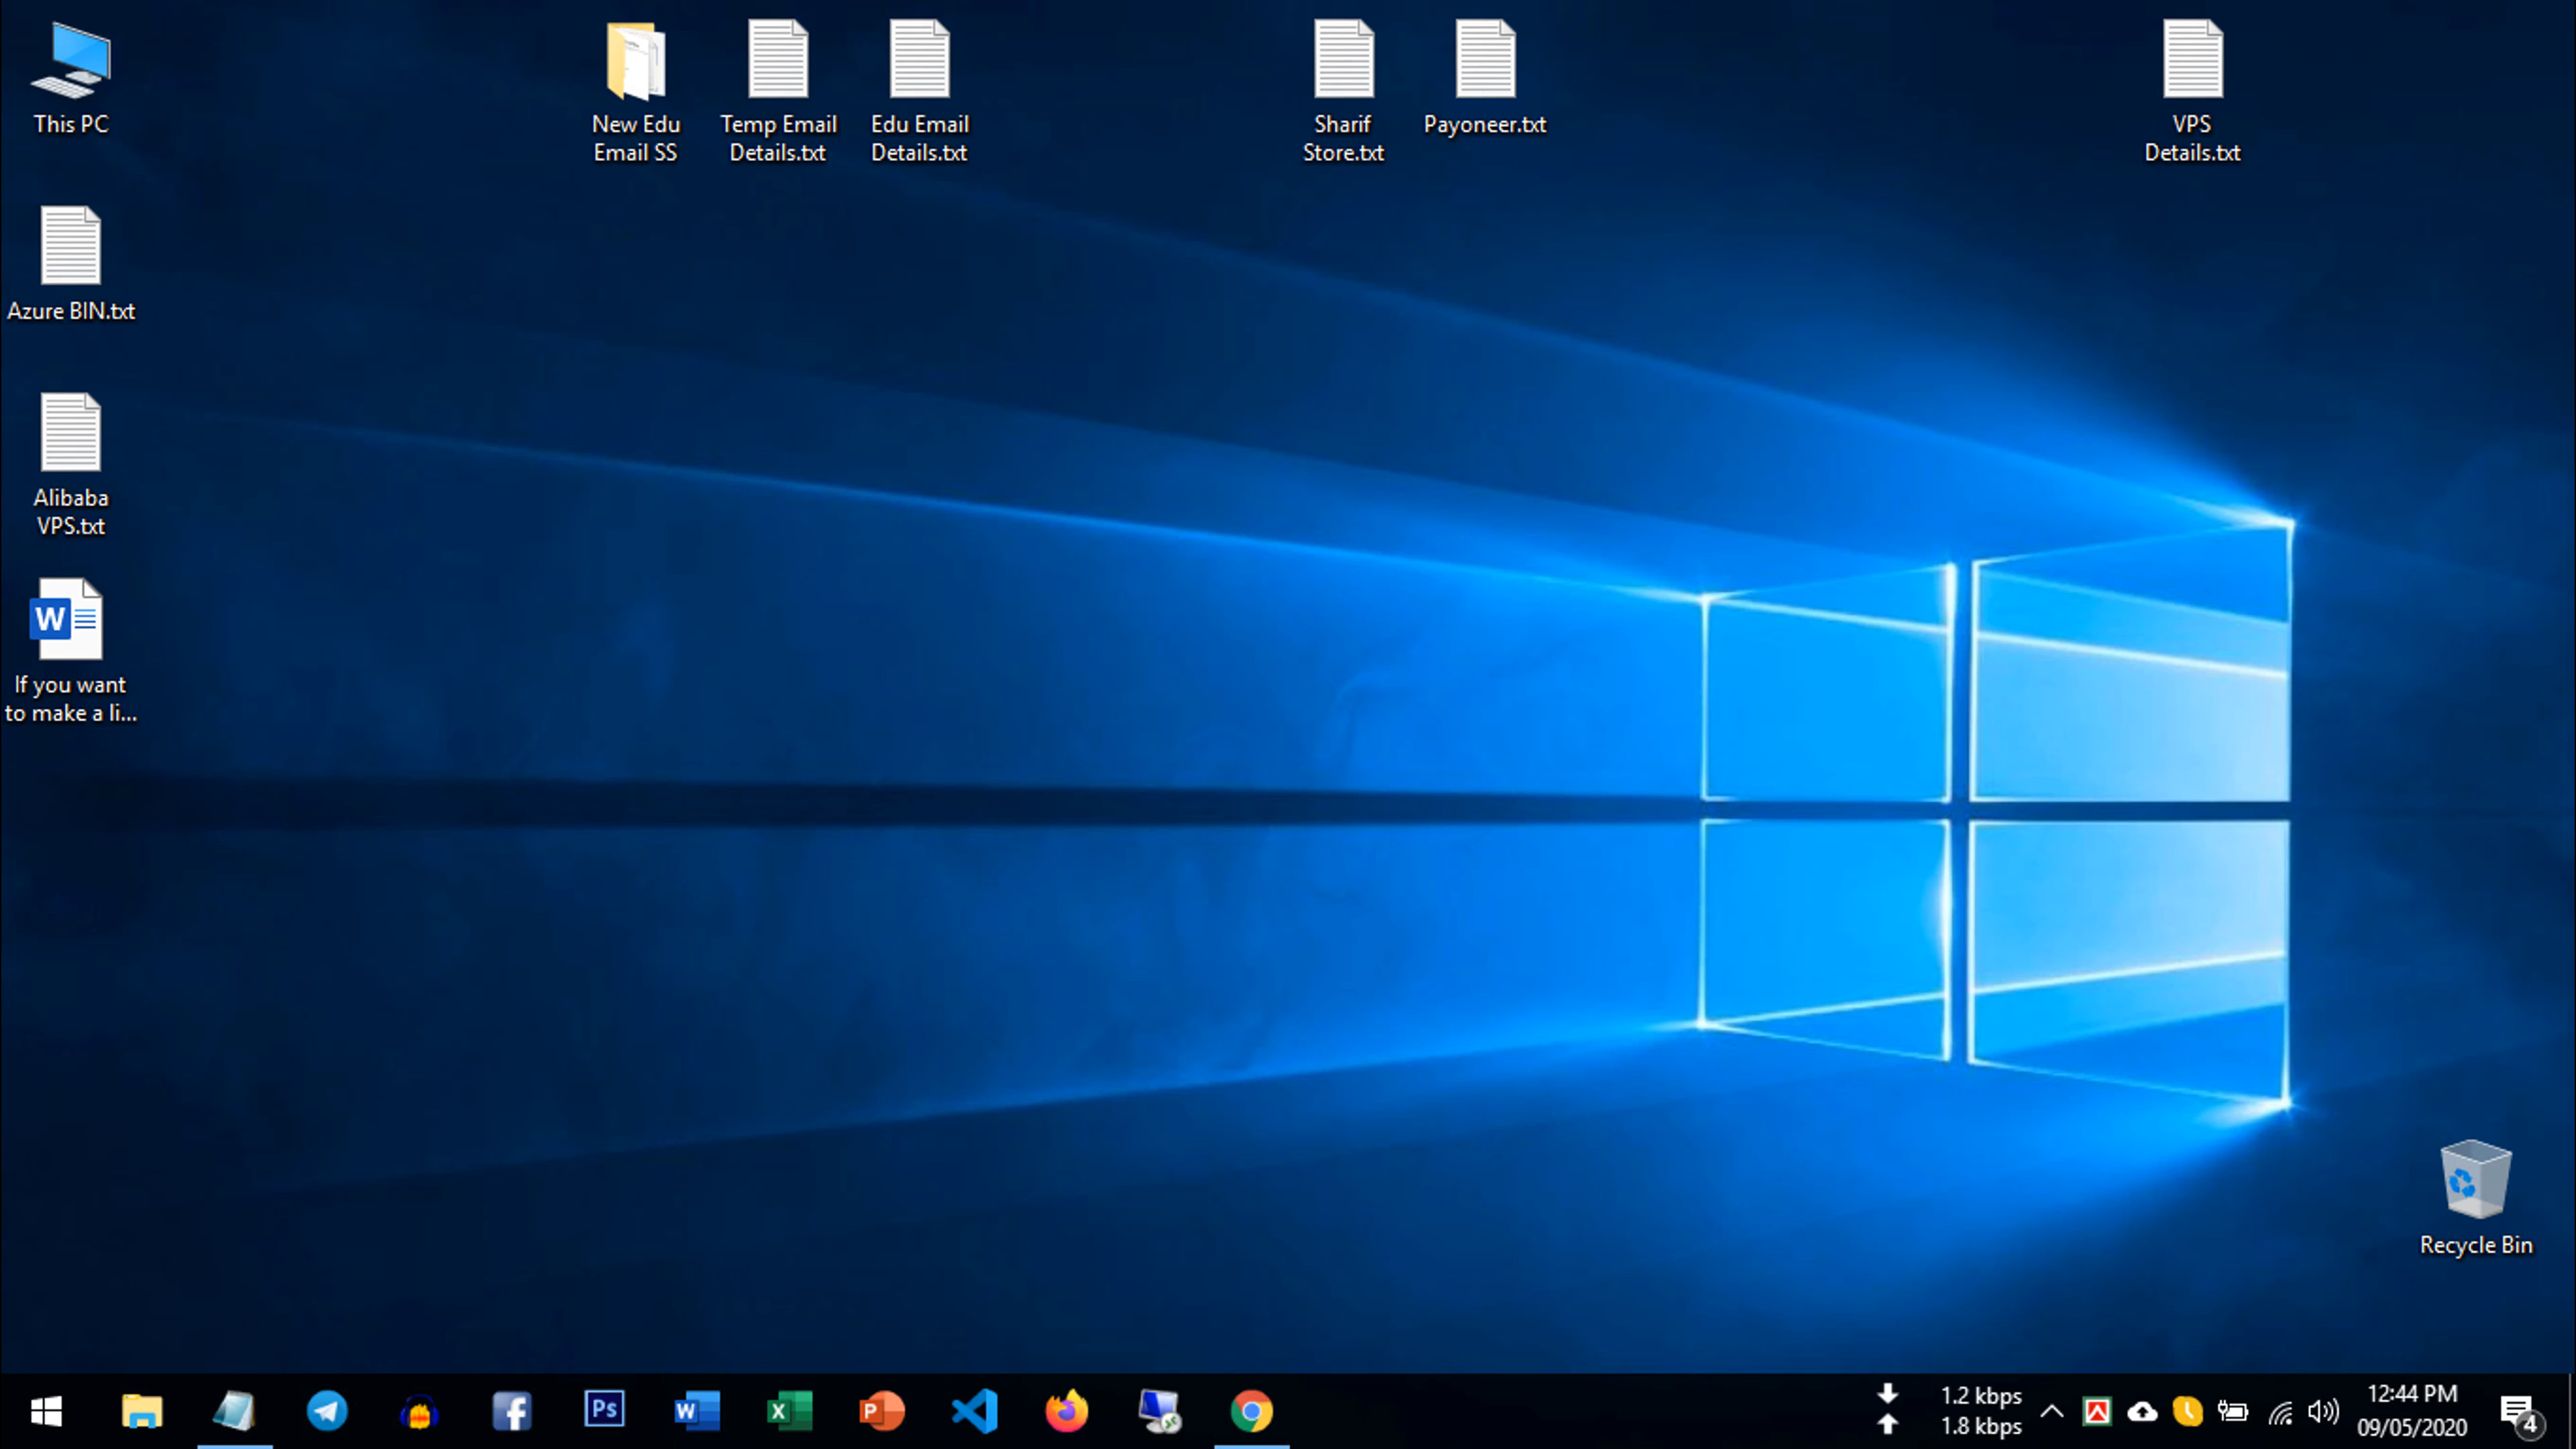 This PC
New Edu
Email SS
Temp Email
Details.txt
Edu Email
Details.txt
Sharif
Store.txt
Payoneer.txt
VPS
Details.txt
Azure BIN.txt
Alibaba
VPS.txt
W
If you want
to make a li...
Recycle Bin
Ps
W
X
P
1.2 kbps
1.8 kbps
12:44 PM
09/05/2020
4